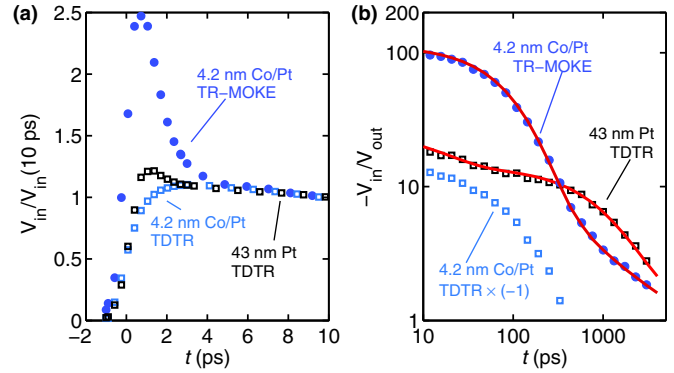 (a)
V_in/V_in(10 ps)
2.5
2
1.5
1
0.5
0
0
2
4
6
8
10
t (ps)
4.2 nm Co/Pt
TR−MOKE
4.2 nm Co/Pt
TDTR
43 nm Pt
TDTR
(b)
−V_in/V_out
100
10
1
10
100
1000
t (ps)
4.2 nm Co/Pt
TR−MOKE
43 nm Pt
TDTR
4.2 nm Co/Pt
TDTR × (−1)